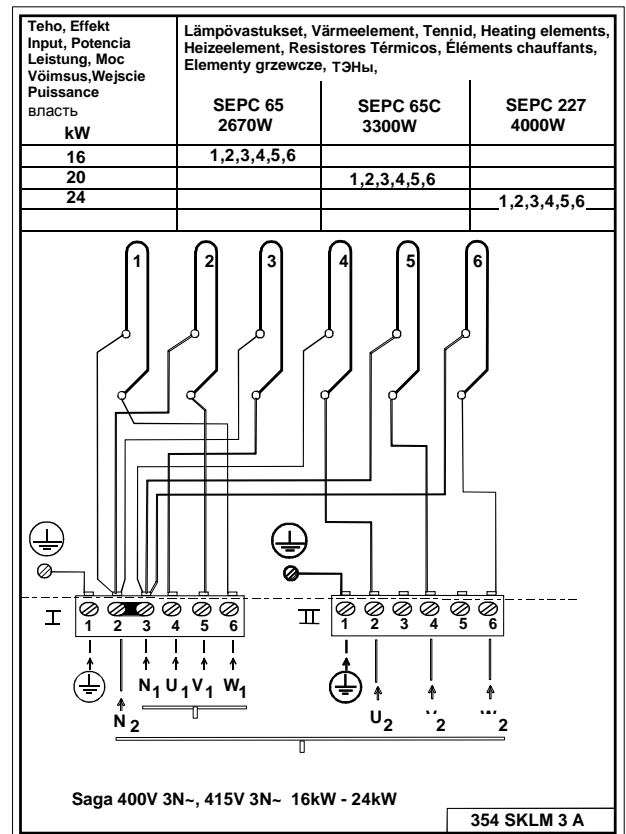 Teho, Effekt
Input, Potencia
Leistung, Moc
Võimsus,Wejscie
Puissance
власть
kW
Lämpövastukset, Värmeelement, Tennid, Heating elements,
Heizeelement, Resistores Térmicos, Éléments chauffants,
Elementy grzewcze, ТЭНы,
SEPC 65
2670W
SEPC 65C
3300W
SEPC 227
4000W
16 1,2,3,4,5,6
20 1,2,3,4,5,6
24 1,2,3,4,5,6
1 2 3 4 5 6
I
1 2 3 4 5 6
II
1 2 3 4 5 6
N1 U1 V1 W1
N2
U2 V2 W2
Saga 400V 3N~, 415V 3N~ 16kW - 24kW
354 SKLM 3 A